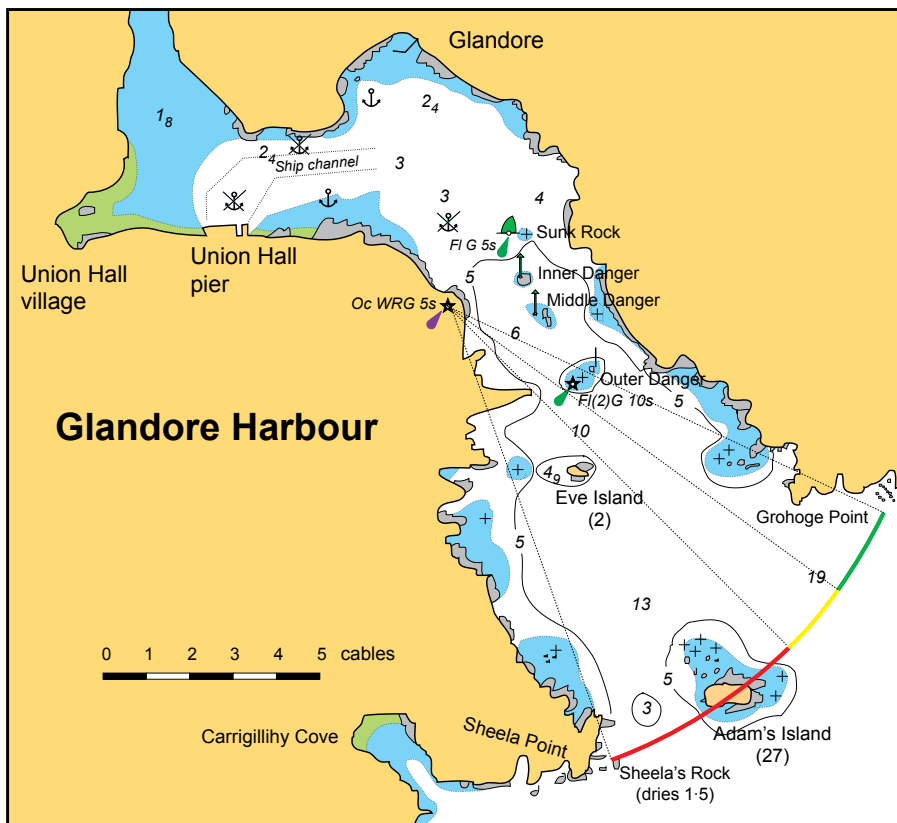 Glandore
1₈
2₄
2₄
Ship channel
3
3
4
Sunk Rock
Fl G 5s
Union Hall
village
Union Hall
pier
5
Inner Danger
Oc WRG 5s
Middle Danger
6
Outer Danger
Fl(2)G 10s
5
Glandore Harbour
10
4₉
Eve Island
(2)
Grohoge Point
5
19
13
0 1 2 3 4 5 cables
5
3
Carrigillihy Cove
Sheela Point
Adam's Island
(27)
Sheela's Rock
(dries 1·5)